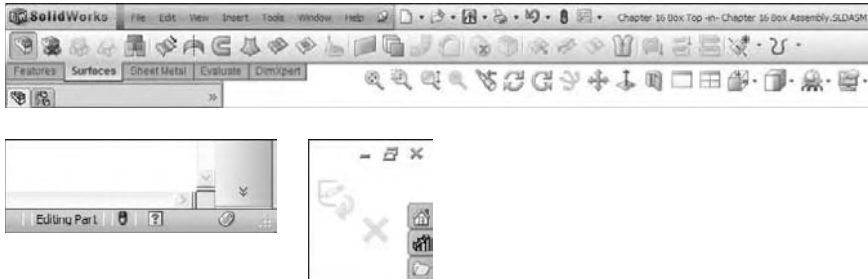 SolidWorks File Edit View Insert Tools Window Help Chapter 16 Box Top -in- Chapter 16 Box Assembly.SLDASM
Features Surfaces Sheet Metal Evaluate DimXpert
Editing Part